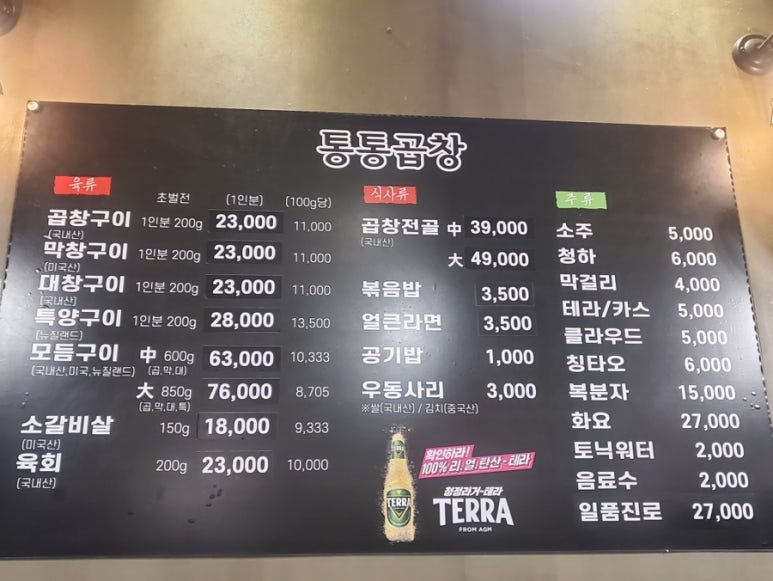 통통곱창
육류
초벌전 (1인분) (100g당)
곱창구이 1인분 200g 23,000 11,000
(국내산)
막창구이 1인분 200g 23,000 11,000
(미국산)
대창구이 1인분 200g 23,000 11,000
(국내산)
특양구이 1인분 200g 28,000 13,500
(뉴질랜드)
모듬구이 中 600g 63,000 10,333
(국내산,미국,뉴질랜드) (곱,막,대)
大 850g 76,000 8,705
(곱,막,대,특)
소갈비살 150g 18,000 9,333
(미국산)
육회 200g 23,000 10,000
(국내산)
식사류
곱창전골 中 39,000
(국내산)
大 49,000
볶음밥 3,500
얼큰라면 3,500
공기밥 1,000
우동사리 3,000
※쌀(국내산) / 김치(중국산)
확인하라!
100% 리.얼.탄산-테라
TERRA
청정라거-테라
TERRA
FROM AGM
주류
소주 5,000
청하 6,000
막걸리 4,000
테라/카스 5,000
클라우드 5,000
칭타오 6,000
복분자 15,000
화요 27,000
토닉워터 2,000
음료수 2,000
일품진로 27,000